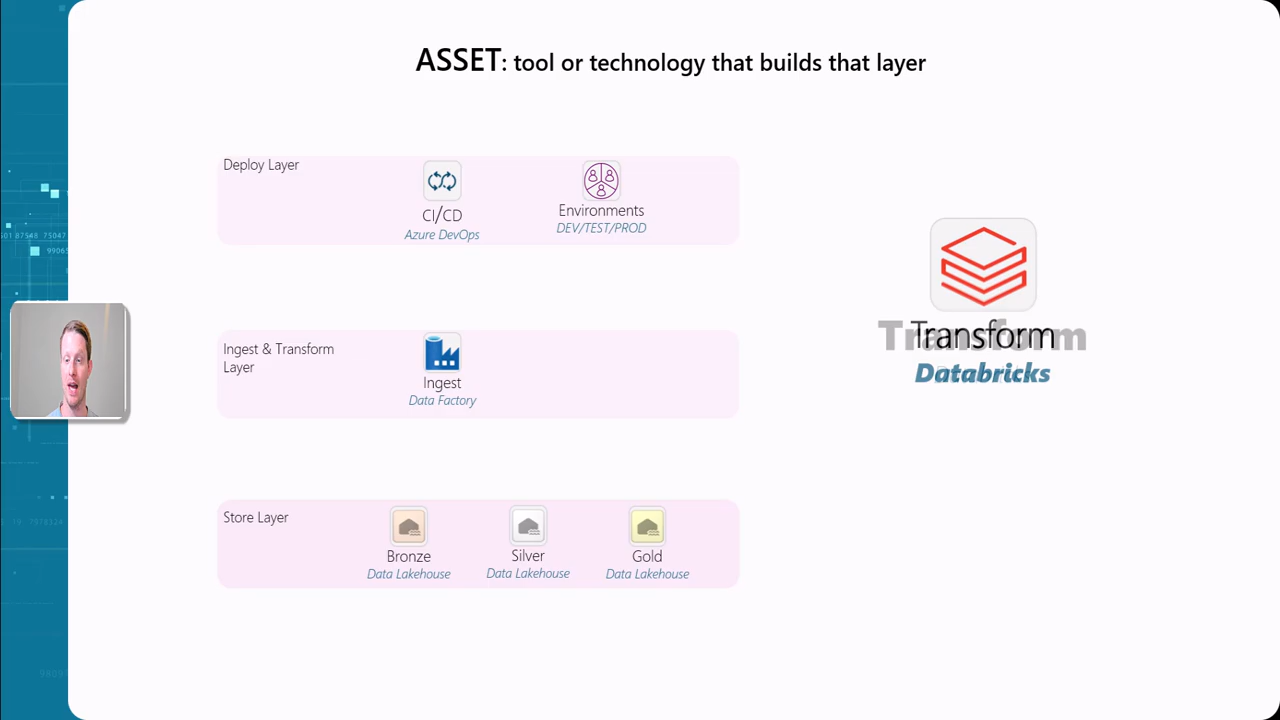 ASSET: tool or technology that builds that layer
Deploy Layer
CI/CD
Azure DevOps
Environments
DEV/TEST/PROD
Ingest & Transform
Layer
Ingest
Data Factory
Transform
Databricks
Store Layer
Bronze
Data Lakehouse
Silver
Data Lakehouse
Gold
Data Lakehouse